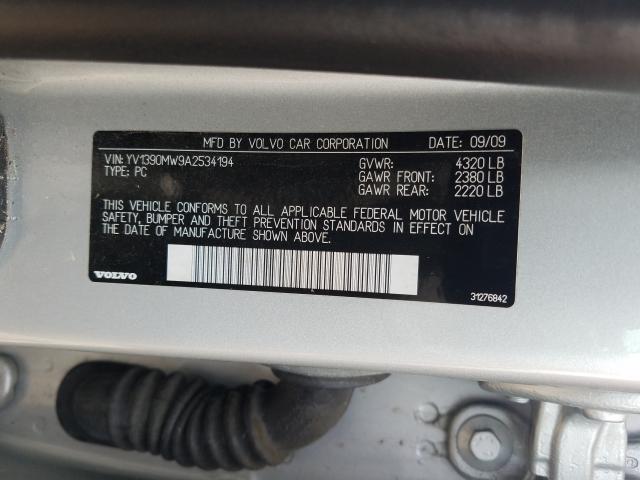 MFD BY VOLVO CAR CORPORATION DATE: 09/09
VIN: YV1390MW9A2534194 GVWR: 4320 LB
TYPE: PC GAWR FRONT: 2380 LB
GAWR REAR: 2220 LB
THIS VEHICLE CONFORMS TO ALL APPLICABLE FEDERAL MOTOR VEHICLE
SAFETY, BUMPER AND THEFT PREVENTION STANDARDS IN EFFECT ON
THE DATE OF MANUFACTURE SHOWN ABOVE.
VOLVO 31276842